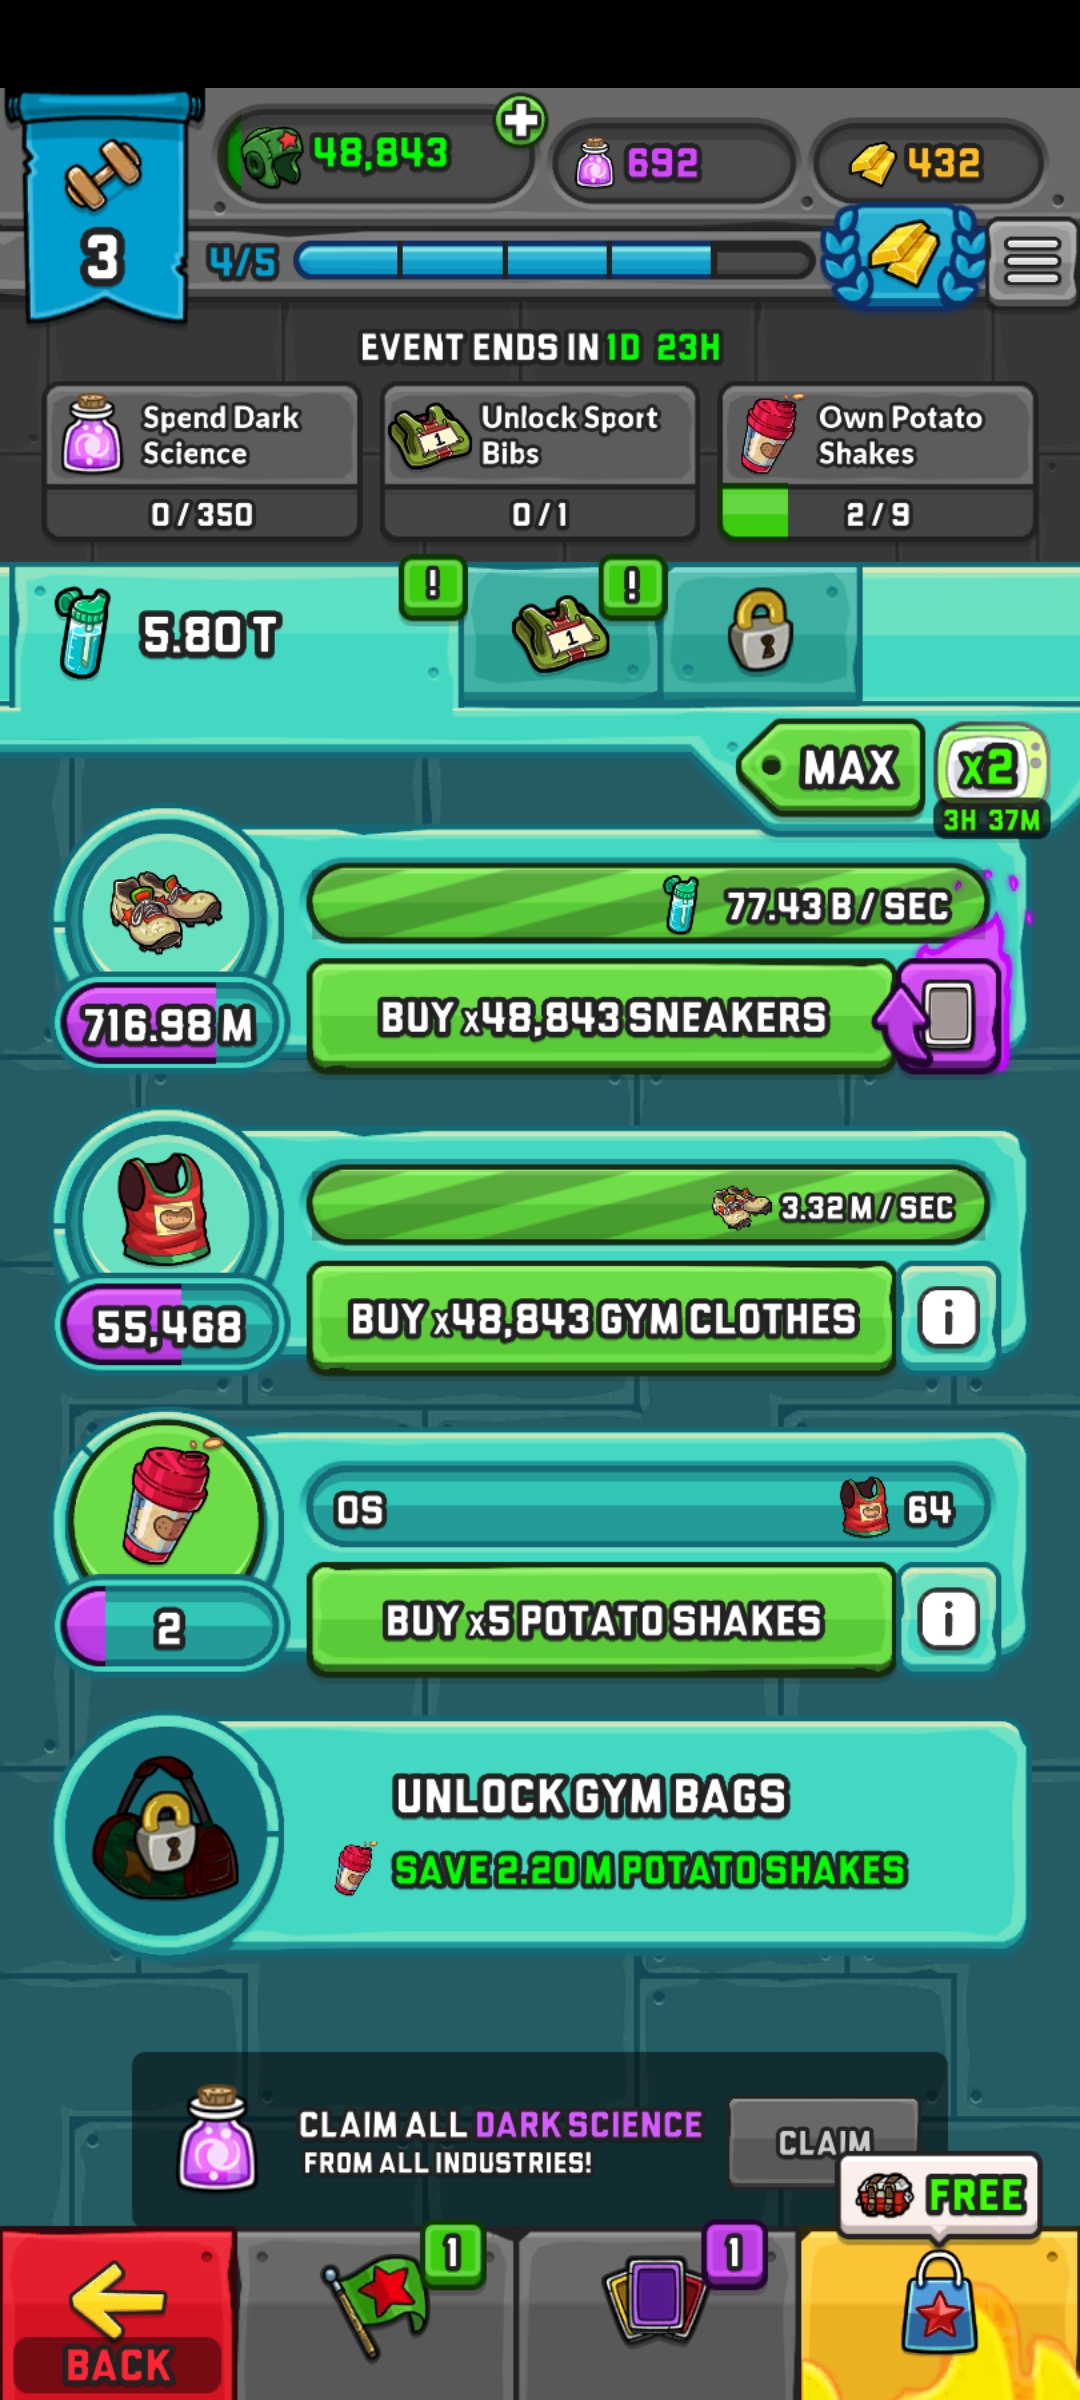 48,843
692
432
3
4/5
EVENT ENDS IN 1D 23H
Spend Dark
Science
0/350
Unlock Sport
Bibs
0/1
Own Potato
Shakes
2/9
5.80T
!
1
!
MAX
x2
3H 37M
77.43 B/SEC
716.98 M
BUY x48,843 SNEAKERS
3.32 M/SEC
55,468
BUY x48,843 GYM CLOTHES
i
0S
64
2
BUY x5 POTATO SHAKES
i
UNLOCK GYM BAGS
SAVE 2.20 M POTATO SHAKES
CLAIM ALL DARK SCIENCE
FROM ALL INDUSTRIES!
CLAIM
FREE
1
1
BACK